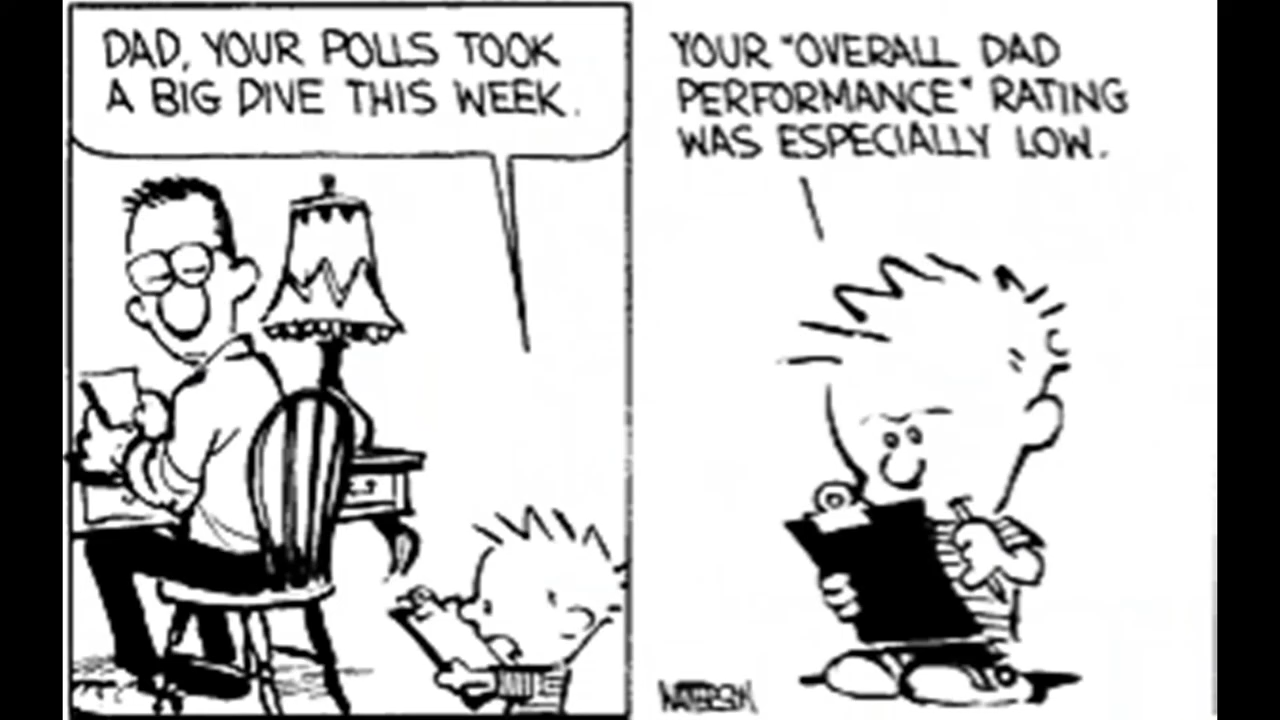 DAD, YOUR POLLS TOOK
A BIG DIVE THIS WEEK.
YOUR "OVERALL DAD
PERFORMANCE" RATING
WAS ESPECIALLY LOW.
WATTERSON